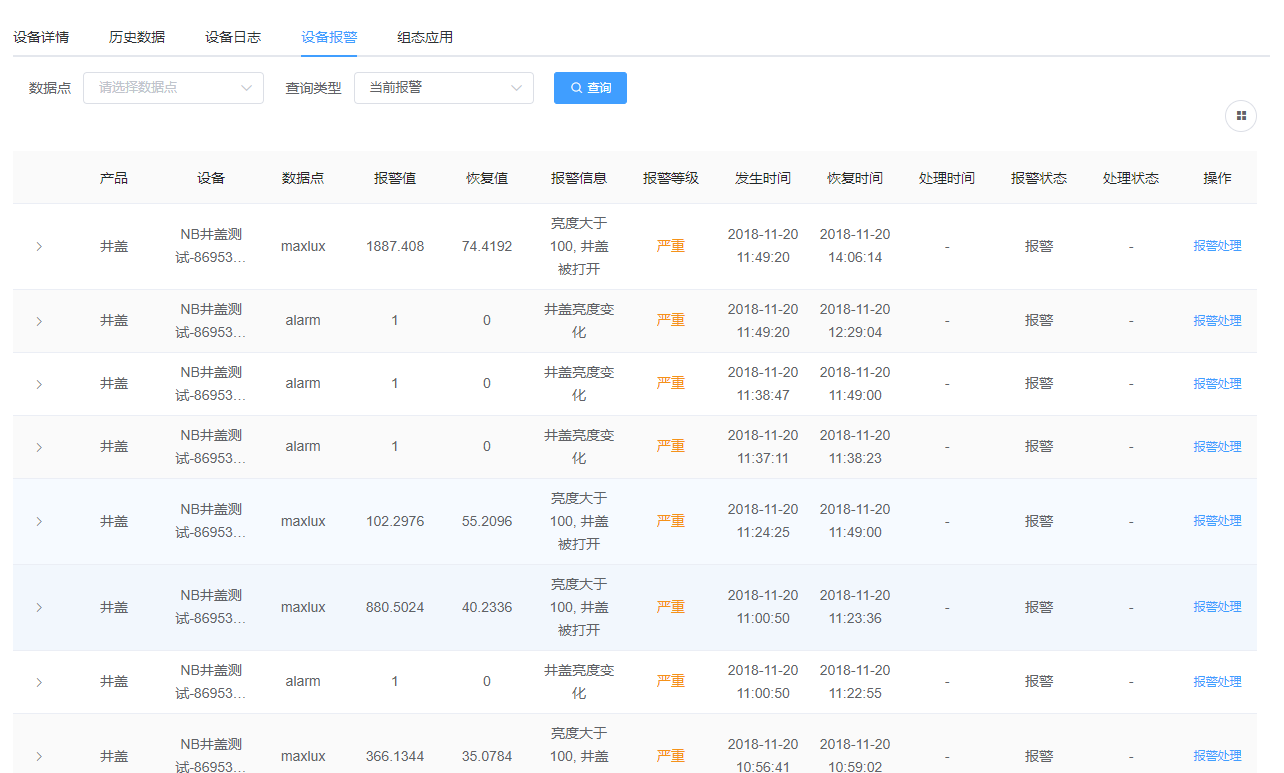 设备详情 历史数据 设备日志 设备报警 组态应用
数据点 请选择数据点 查询类型 当前报警 查询
产品 设备 数据点 报警值 恢复值 报警信息 报警等级 发生时间 恢复时间 处理时间 报警状态 处理状态 操作
井盖 NB井盖测试-86953... maxlux 1887.408 74.4192 亮度大于100, 井盖被打开 严重 2018-11-20 11:49:20 2018-11-20 14:06:14 - 报警 - 报警处理
井盖 NB井盖测试-86953... alarm 1 0 井盖亮度变化 严重 2018-11-20 11:49:20 2018-11-20 12:29:04 - 报警 - 报警处理
井盖 NB井盖测试-86953... alarm 1 0 井盖亮度变化 严重 2018-11-20 11:38:47 2018-11-20 11:49:00 - 报警 - 报警处理
井盖 NB井盖测试-86953... alarm 1 0 井盖亮度变化 严重 2018-11-20 11:37:11 2018-11-20 11:38:23 - 报警 - 报警处理
井盖 NB井盖测试-86953... maxlux 102.2976 55.2096 亮度大于100, 井盖被打开 严重 2018-11-20 11:24:25 2018-11-20 11:49:00 - 报警 - 报警处理
井盖 NB井盖测试-86953... maxlux 880.5024 40.2336 亮度大于100, 井盖被打开 严重 2018-11-20 11:00:50 2018-11-20 11:23:36 - 报警 - 报警处理
井盖 NB井盖测试-86953... alarm 1 0 井盖亮度变化 严重 2018-11-20 11:00:50 2018-11-20 11:22:55 - 报警 - 报警处理
井盖 NB井盖测试-86953... maxlux 366.1344 35.0784 亮度大于100, 井盖 严重 2018-11-20 10:56:41 2018-11-20 10:59:02 - 报警 - 报警处理